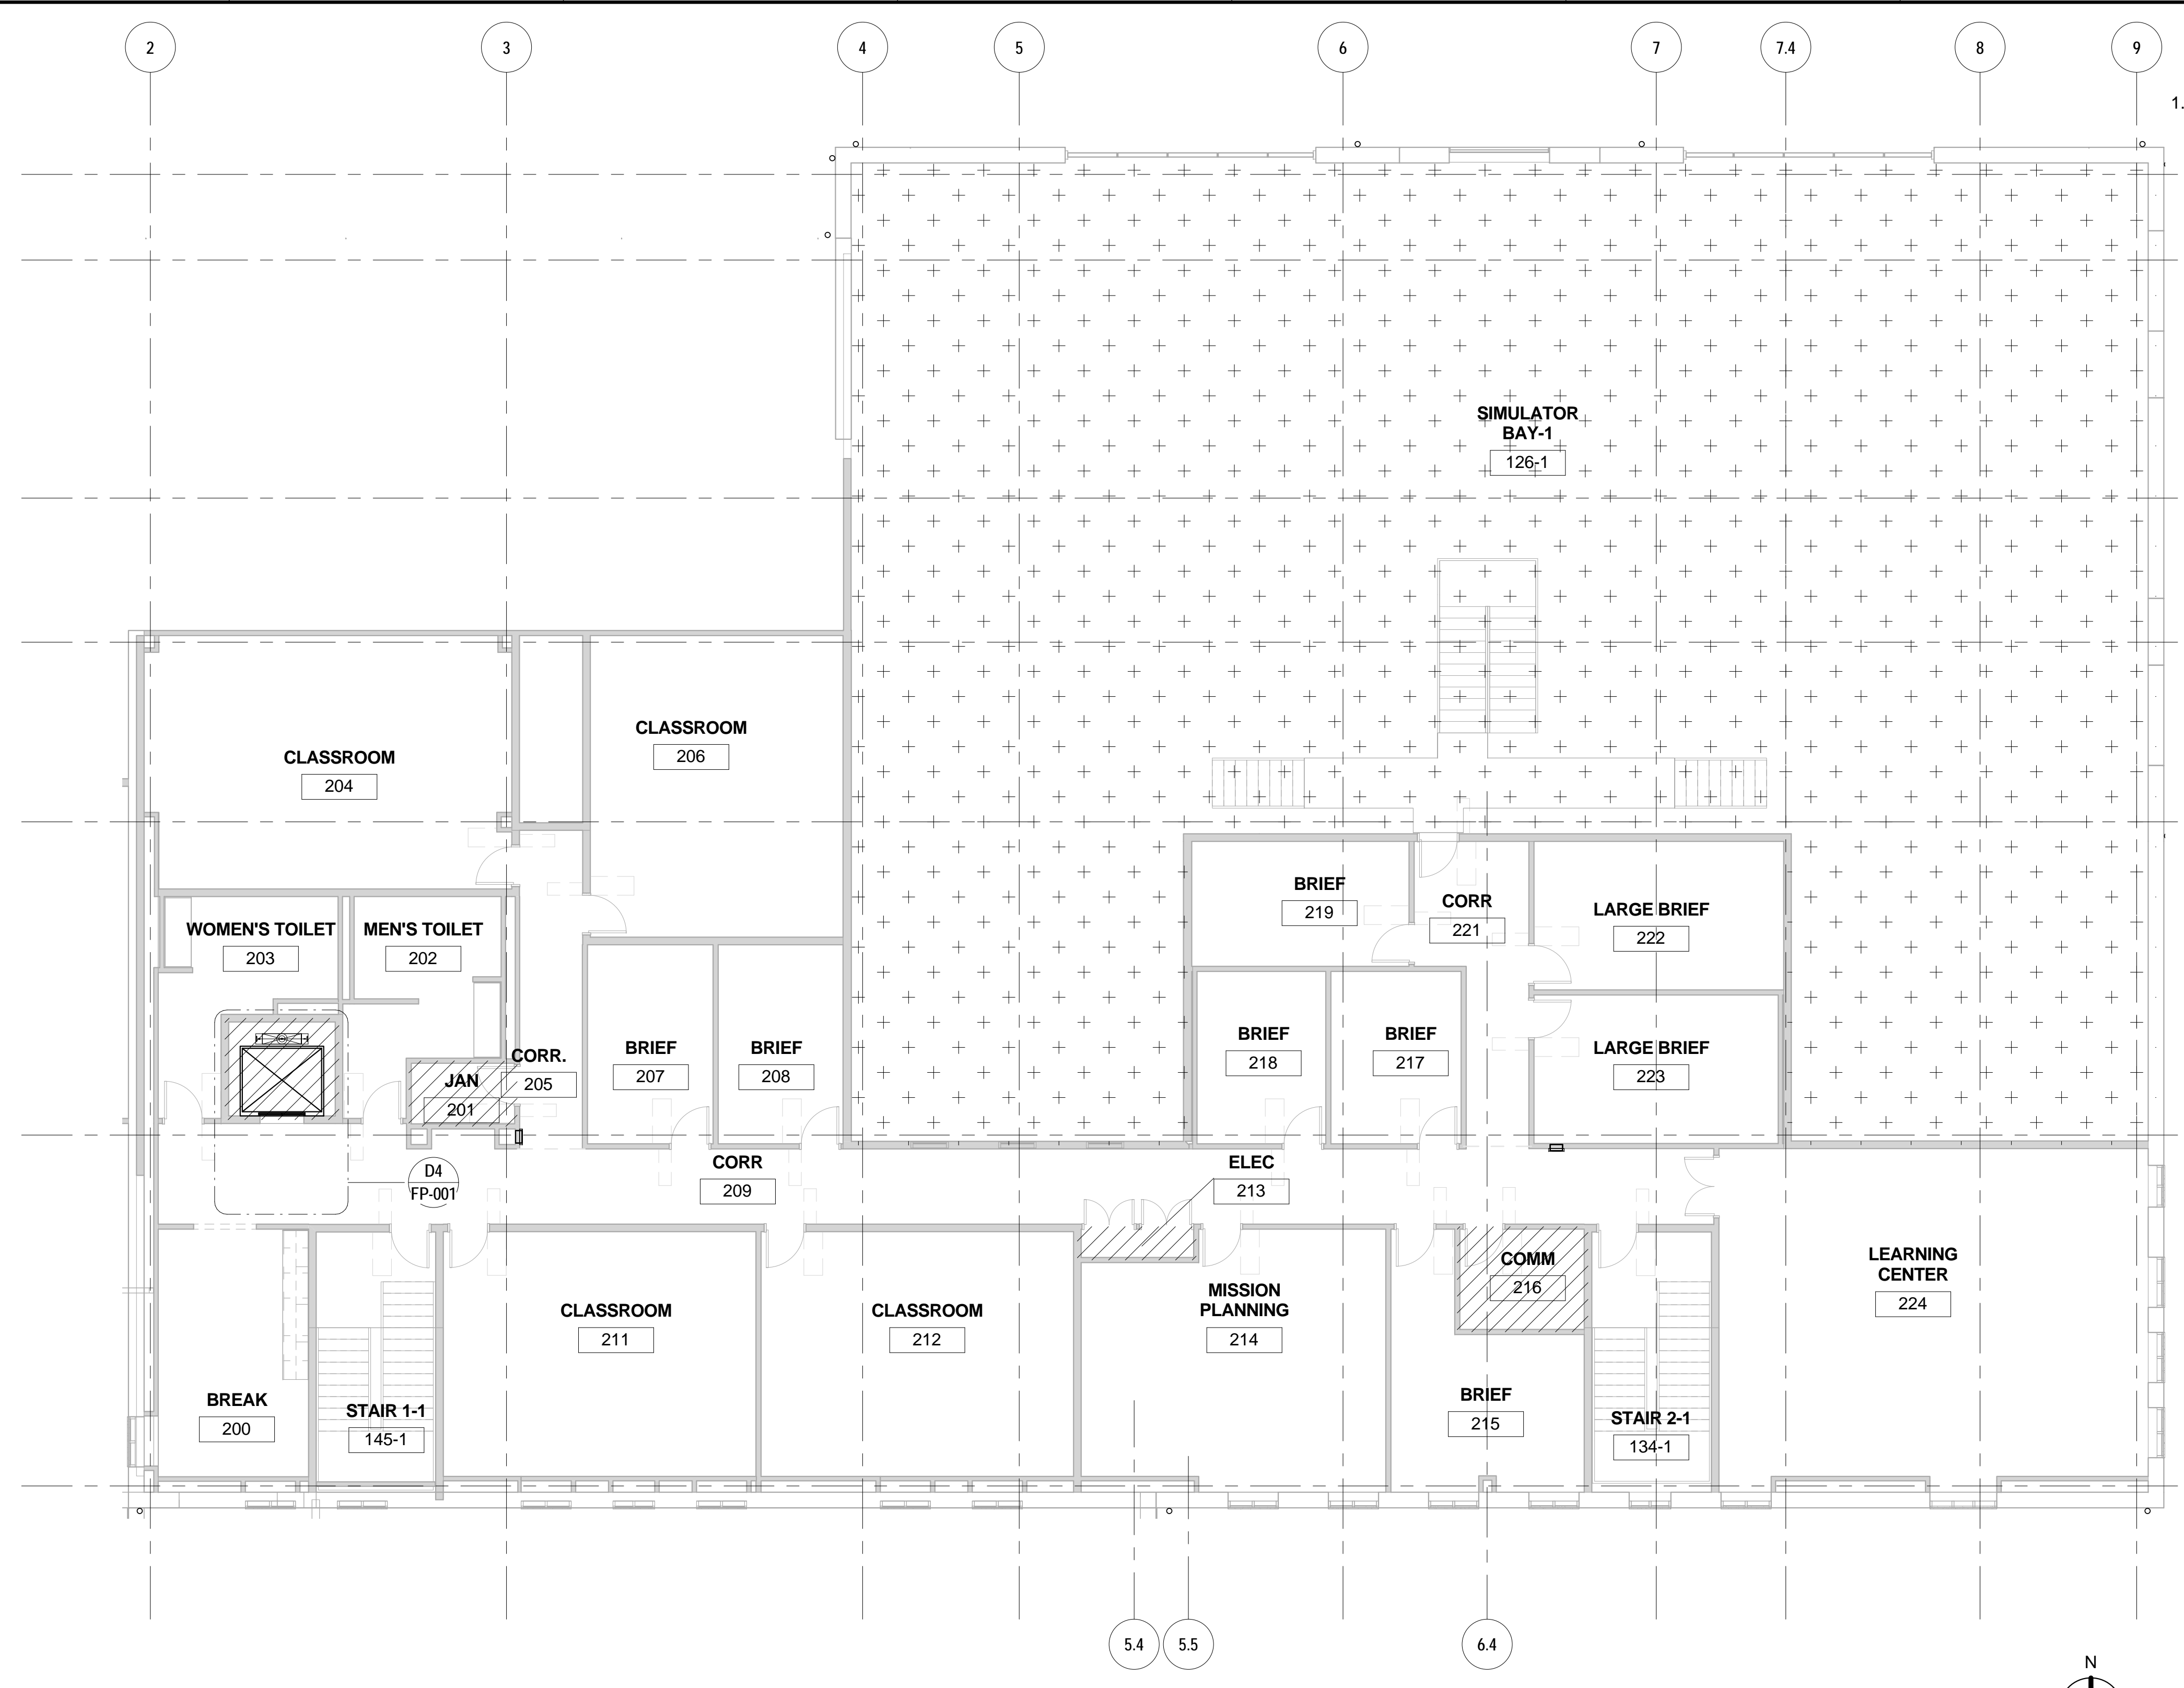 2
3
4
5
6
7
7.4
8
9
1.
SIMULATOR
BAY-1
126-1
CLASSROOM
206
CLASSROOM
204
BRIEF
219
CORR
221
LARGE BRIEF
222
WOMEN'S TOILET
203
MEN'S TOILET
202
BRIEF
207
BRIEF
208
BRIEF
218
BRIEF
217
LARGE BRIEF
223
CORR.
205
JAN
201
D4
FP-001
CORR
209
ELEC
213
COMM
216
LEARNING
CENTER
224
CLASSROOM
211
CLASSROOM
212
MISSION
PLANNING
214
BREAK
200
STAIR 1-1
145-1
BRIEF
215
STAIR 2-1
134-1
5.4
5.5
6.4
N